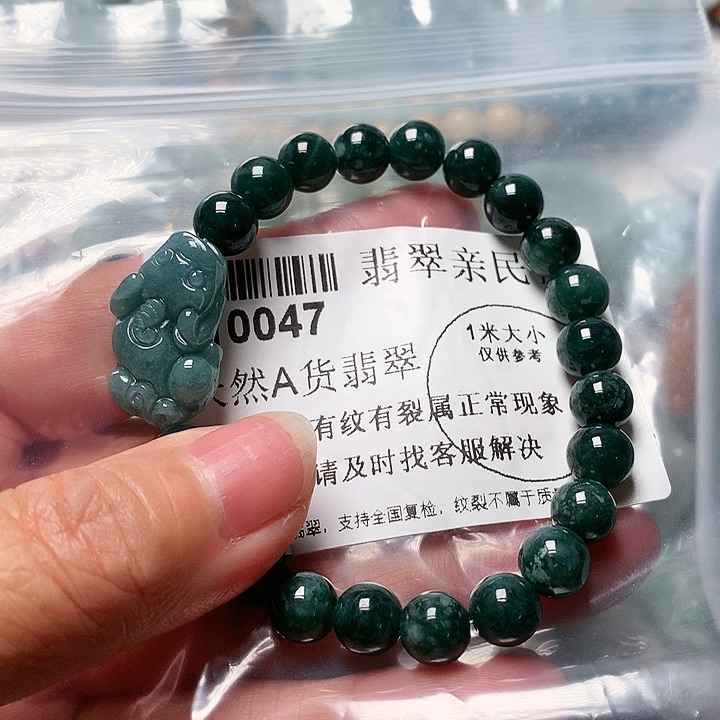 翡翠亲民
0047
1米大小
仅供参考
然A货翡翠
有纹有裂属正常现象
请及时找客服解决
翡翠，支持全国复检，纹裂不属于质